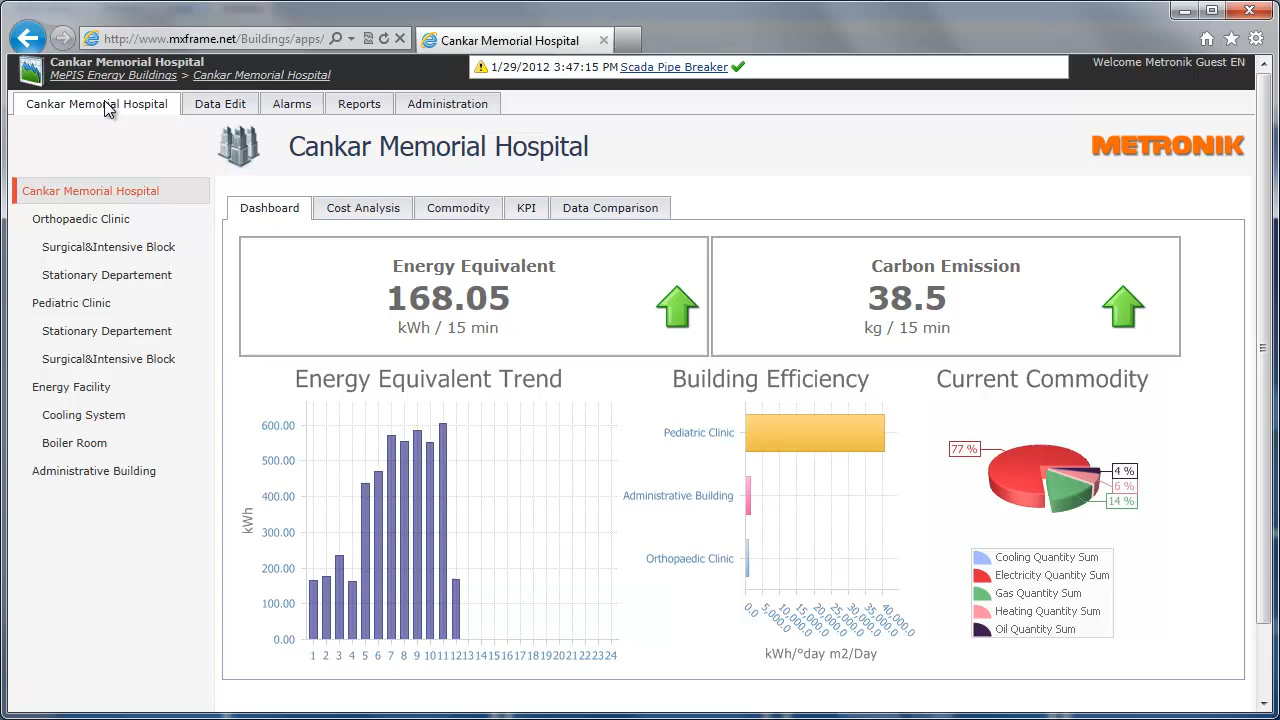 http://www.mxframe.net/Buildings/apps/
Cankar Memorial Hospital
Cankar Memorial Hospital
MePIS Energy Buildings > Cankar Memorial Hospital
1/29/2012 3:47:15 PM Scada Pipe Breaker
Welcome Metronik Guest EN
Cankar Memorial Hospital Data Edit Alarms Reports Administration
Cankar Memorial Hospital
METRONIK
Cankar Memorial Hospital
Orthopaedic Clinic
Surgical&Intensive Block
Stationary Departement
Pediatric Clinic
Stationary Departement
Surgical&Intensive Block
Energy Facility
Cooling System
Boiler Room
Administrative Building
Dashboard Cost Analysis Commodity KPI Data Comparison
Energy Equivalent
168.05
kWh / 15 min
Carbon Emission
38.5
kg / 15 min
Energy Equivalent Trend
600.00
500.00
400.00
300.00
200.00
100.00
0.00
kWh
1 2 3 4 5 6 7 8 9 10 11 12 13 14 15 16 17 18 19 20 21 22 23 24
Building Efficiency
Pediatric Clinic
Administrative Building
Orthopaedic Clinic
0.0 5,000.0 10,000.0 15,000.0 20,000.0 25,000.0 30,000.0 35,000.0 40,000.0
kWh/°day m2/Day
Current Commodity
77 %
4 %
6 %
14 %
Cooling Quantity Sum
Electricity Quantity Sum
Gas Quantity Sum
Heating Quantity Sum
Oil Quantity Sum